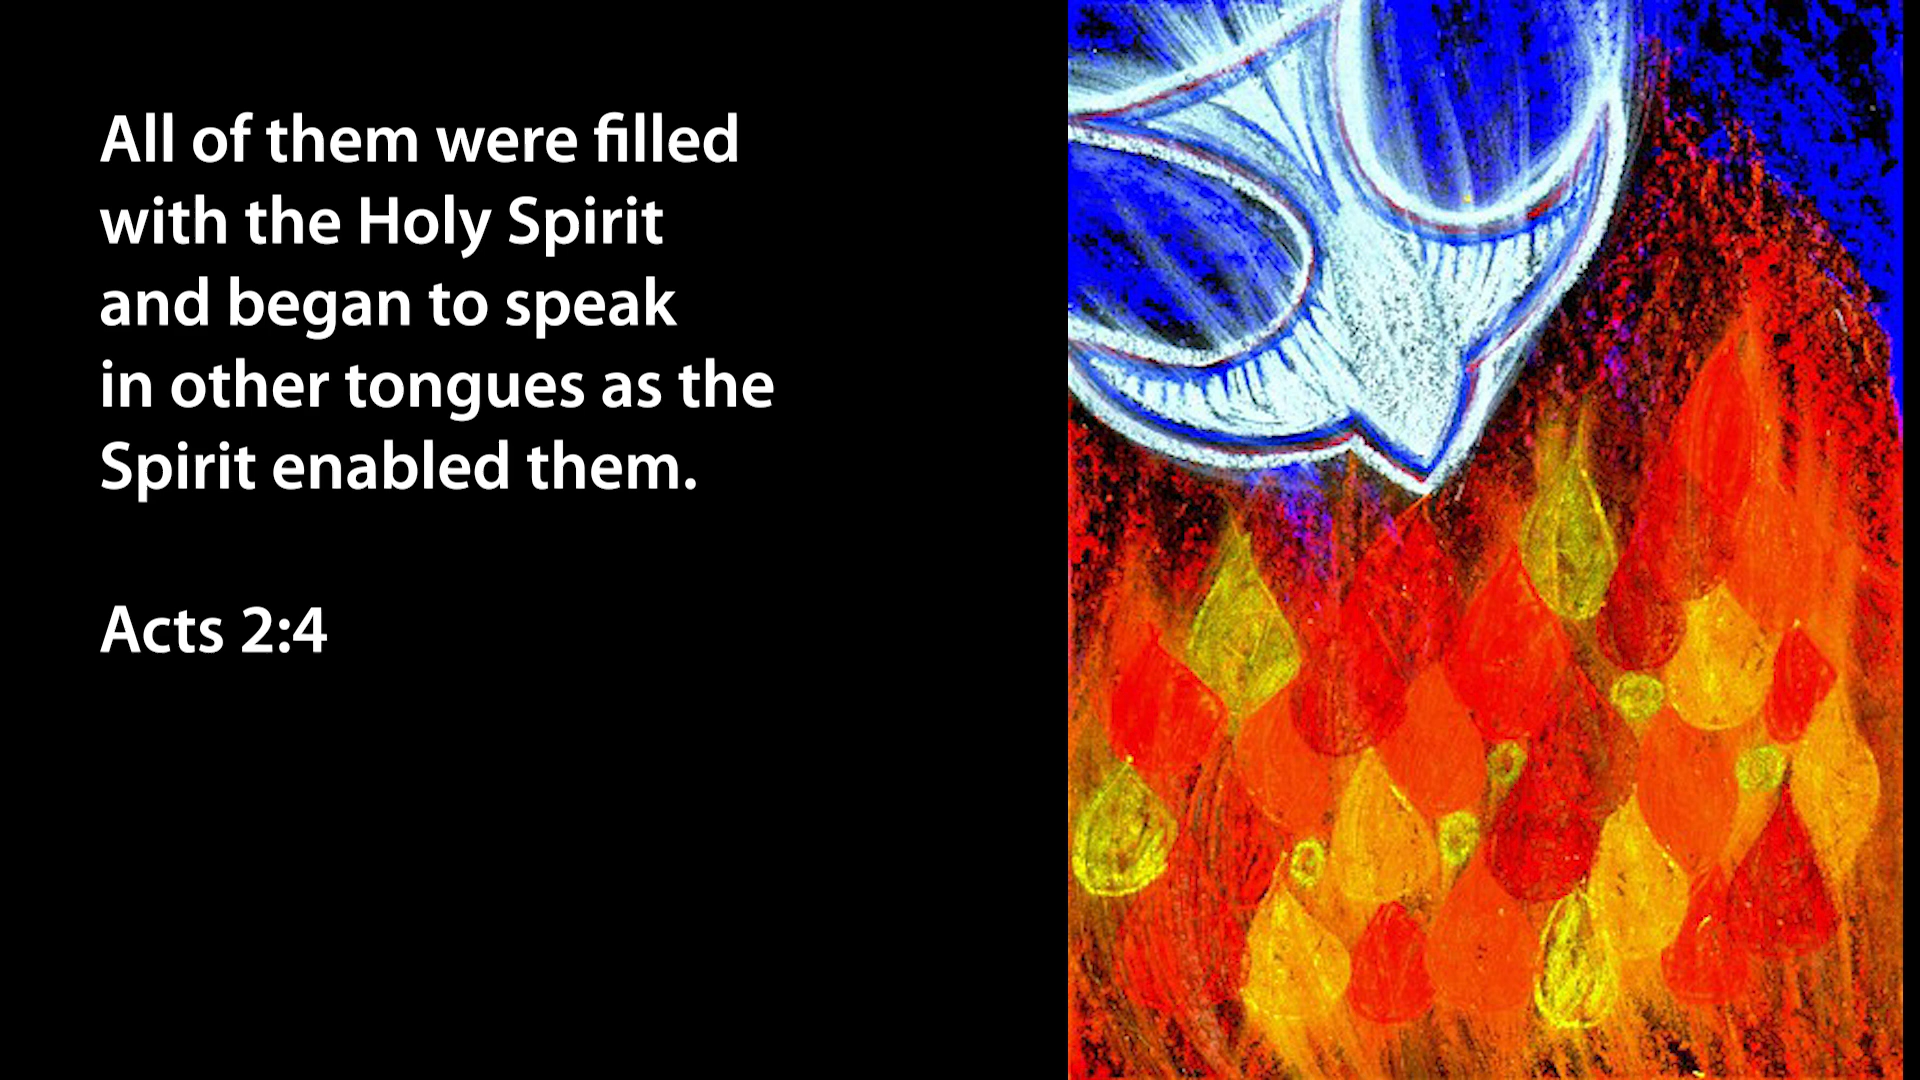 All of them were filled
with the Holy Spirit
and began to speak
in other tongues as the
Spirit enabled them.
Acts 2:4